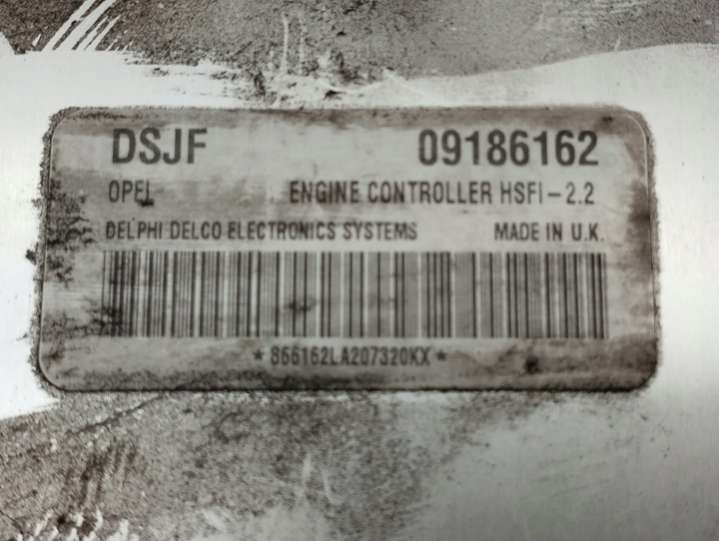 DSJF 09186162
OPEL ENGINE CONTROLLER HSFI-2.2
DELPHI DELCO ELECTRONICS SYSTEMS MADE IN U.K.
*866162LA207320KX*